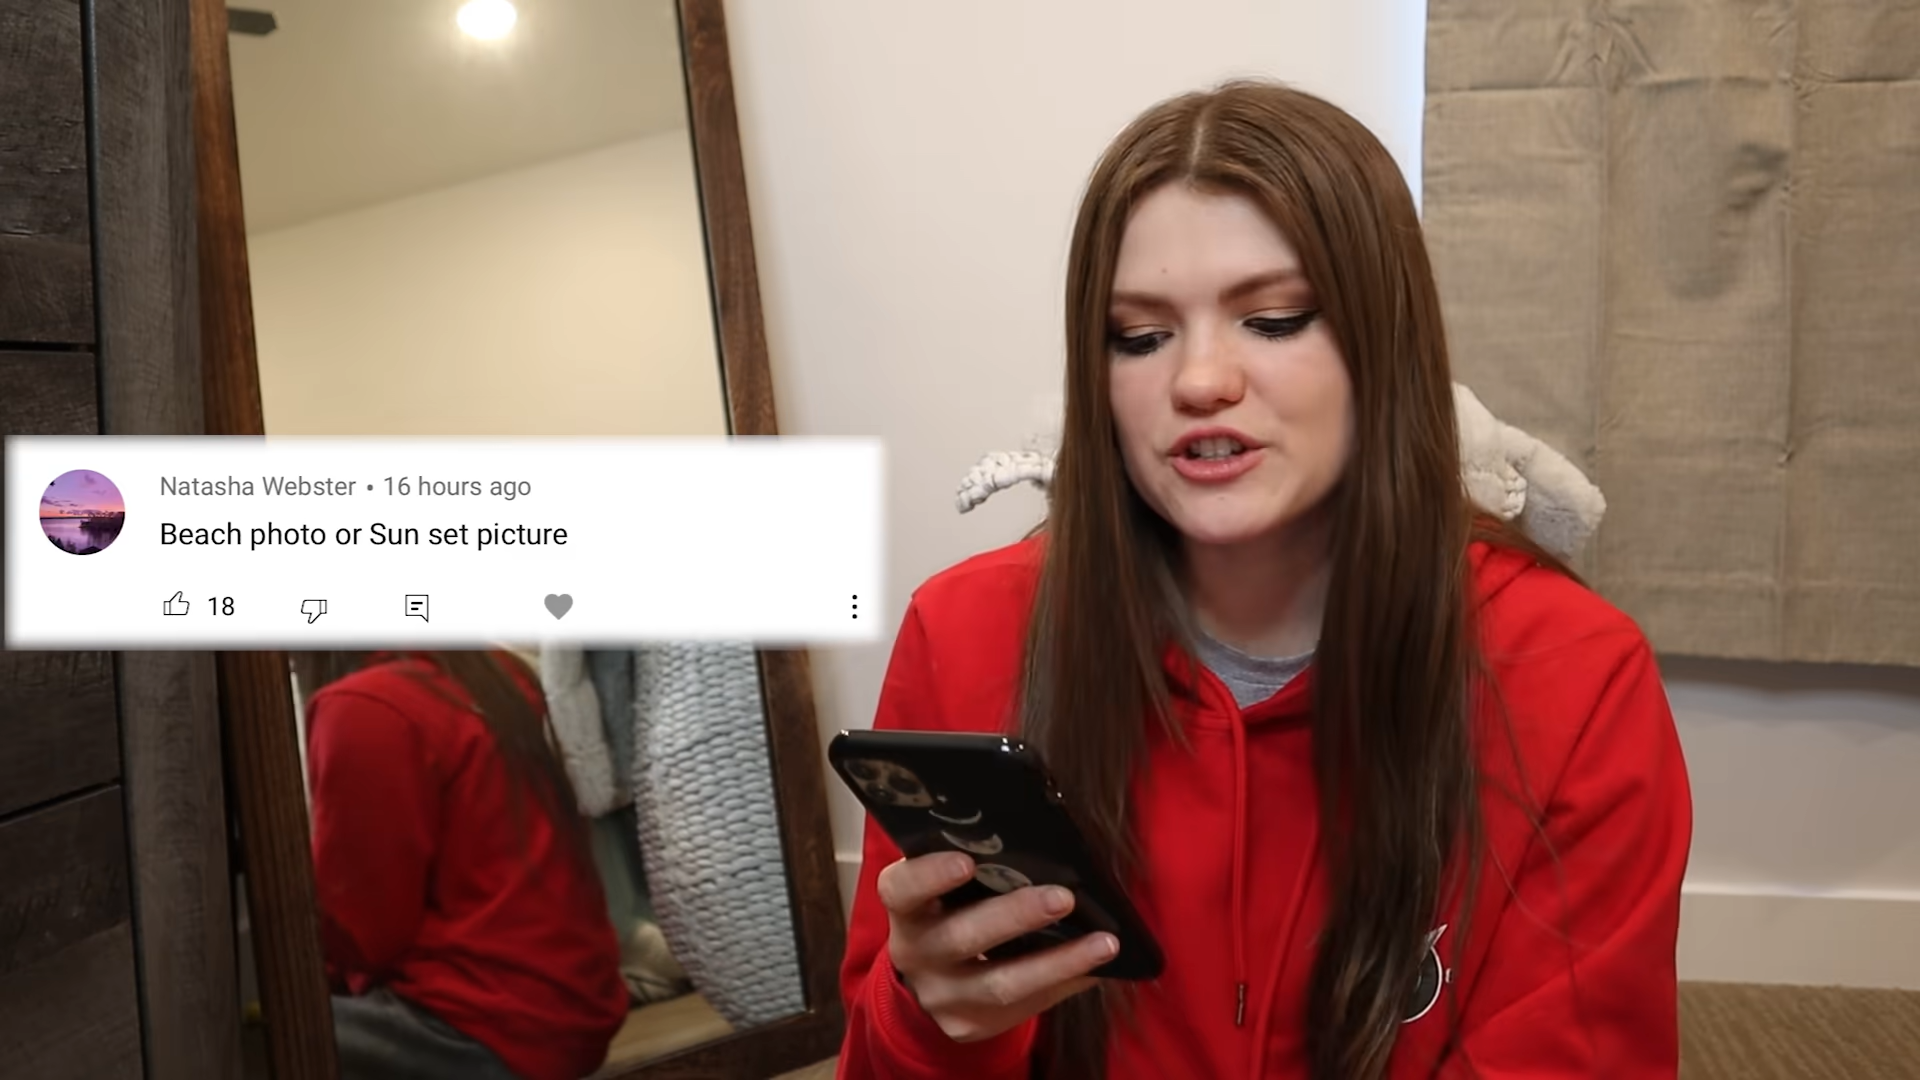 Natasha Webster • 16 hours ago
Beach photo or Sun set picture
18